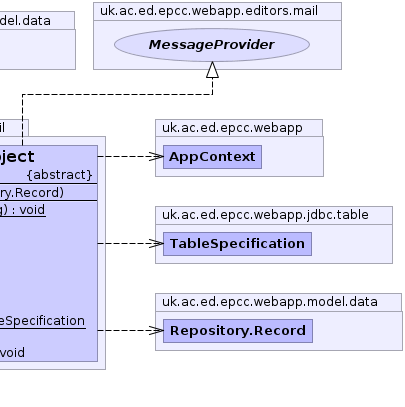 uk.ac.ed.epcc.webapp.editors.mail
del.data
MessageProvider
il
uk.ac.ed.epcc.webapp
ject
AppContext
{abstract}
ry.Record)
g) : void
uk.ac.ed.epcc.webapp.jdbc.table
TableSpecification
uk.ac.ed.epcc.webapp.model.data
eSpecification
Repository.Record
void